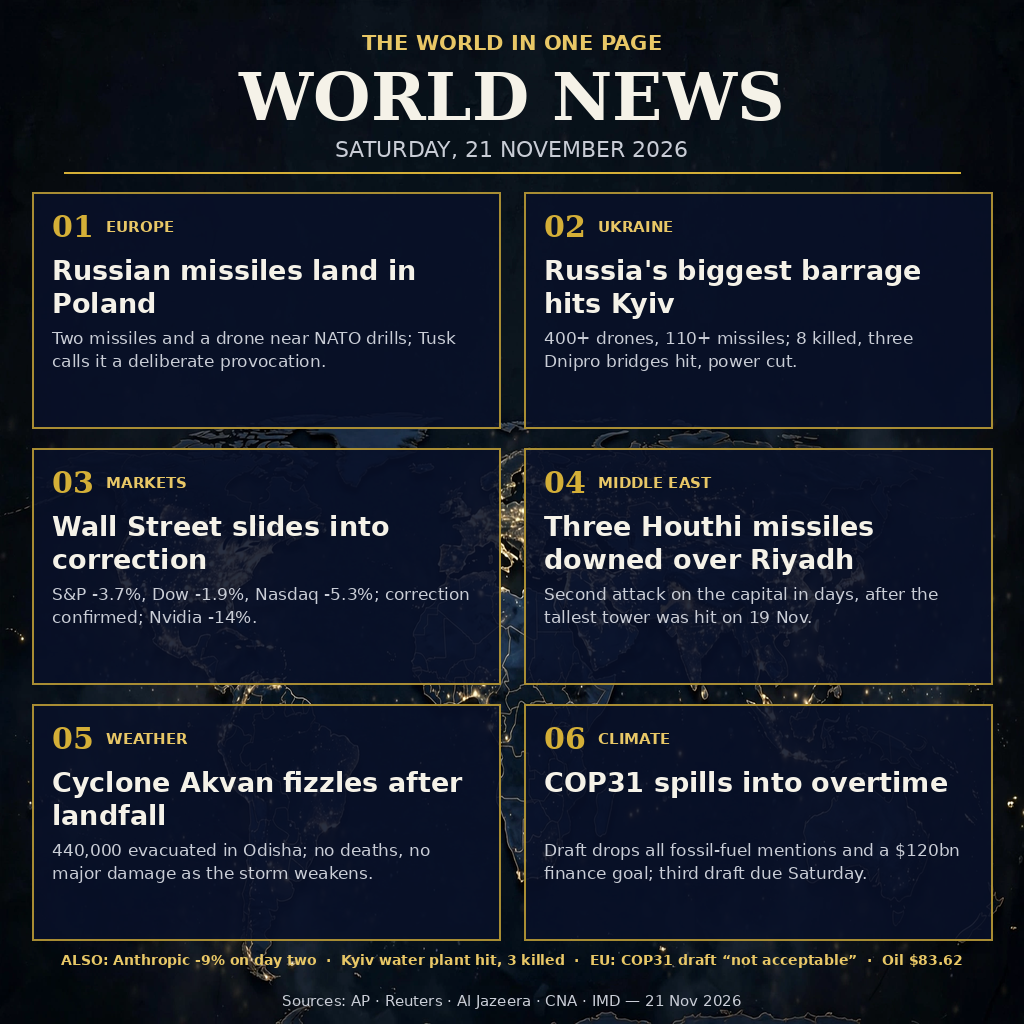 THE WORLD IN ONE PAGE
WORLD NEWS
SATURDAY, 21 NOVEMBER 2026
01 EUROPE
Russian missiles land in
Poland
Two missiles and a drone near NATO drills; Tusk
calls it a deliberate provocation.
02 UKRAINE
Russia's biggest barrage
hits Kyiv
400+ drones, 110+ missiles; 8 killed, three
Dnipro bridges hit, power cut.
03 MARKETS
Wall Street slides into
correction
S&P -3.7%, Dow -1.9%, Nasdaq -5.3%; correction
confirmed; Nvidia -14%.
04 MIDDLE EAST
Three Houthi missiles
downed over Riyadh
Second attack on the capital in days, after the
tallest tower was hit on 19 Nov.
05 WEATHER
Cyclone Akvan fizzles after
landfall
440,000 evacuated in Odisha; no deaths, no
major damage as the storm weakens.
06 CLIMATE
COP31 spills into overtime
Draft drops all fossil-fuel mentions and a $120bn
finance goal; third draft due Saturday.
ALSO: Anthropic -9% on day two · Kyiv water plant hit, 3 killed · EU: COP31 draft “not acceptable” · Oil $83.62
Sources: AP · Reuters · Al Jazeera · CNA · IMD — 21 Nov 2026